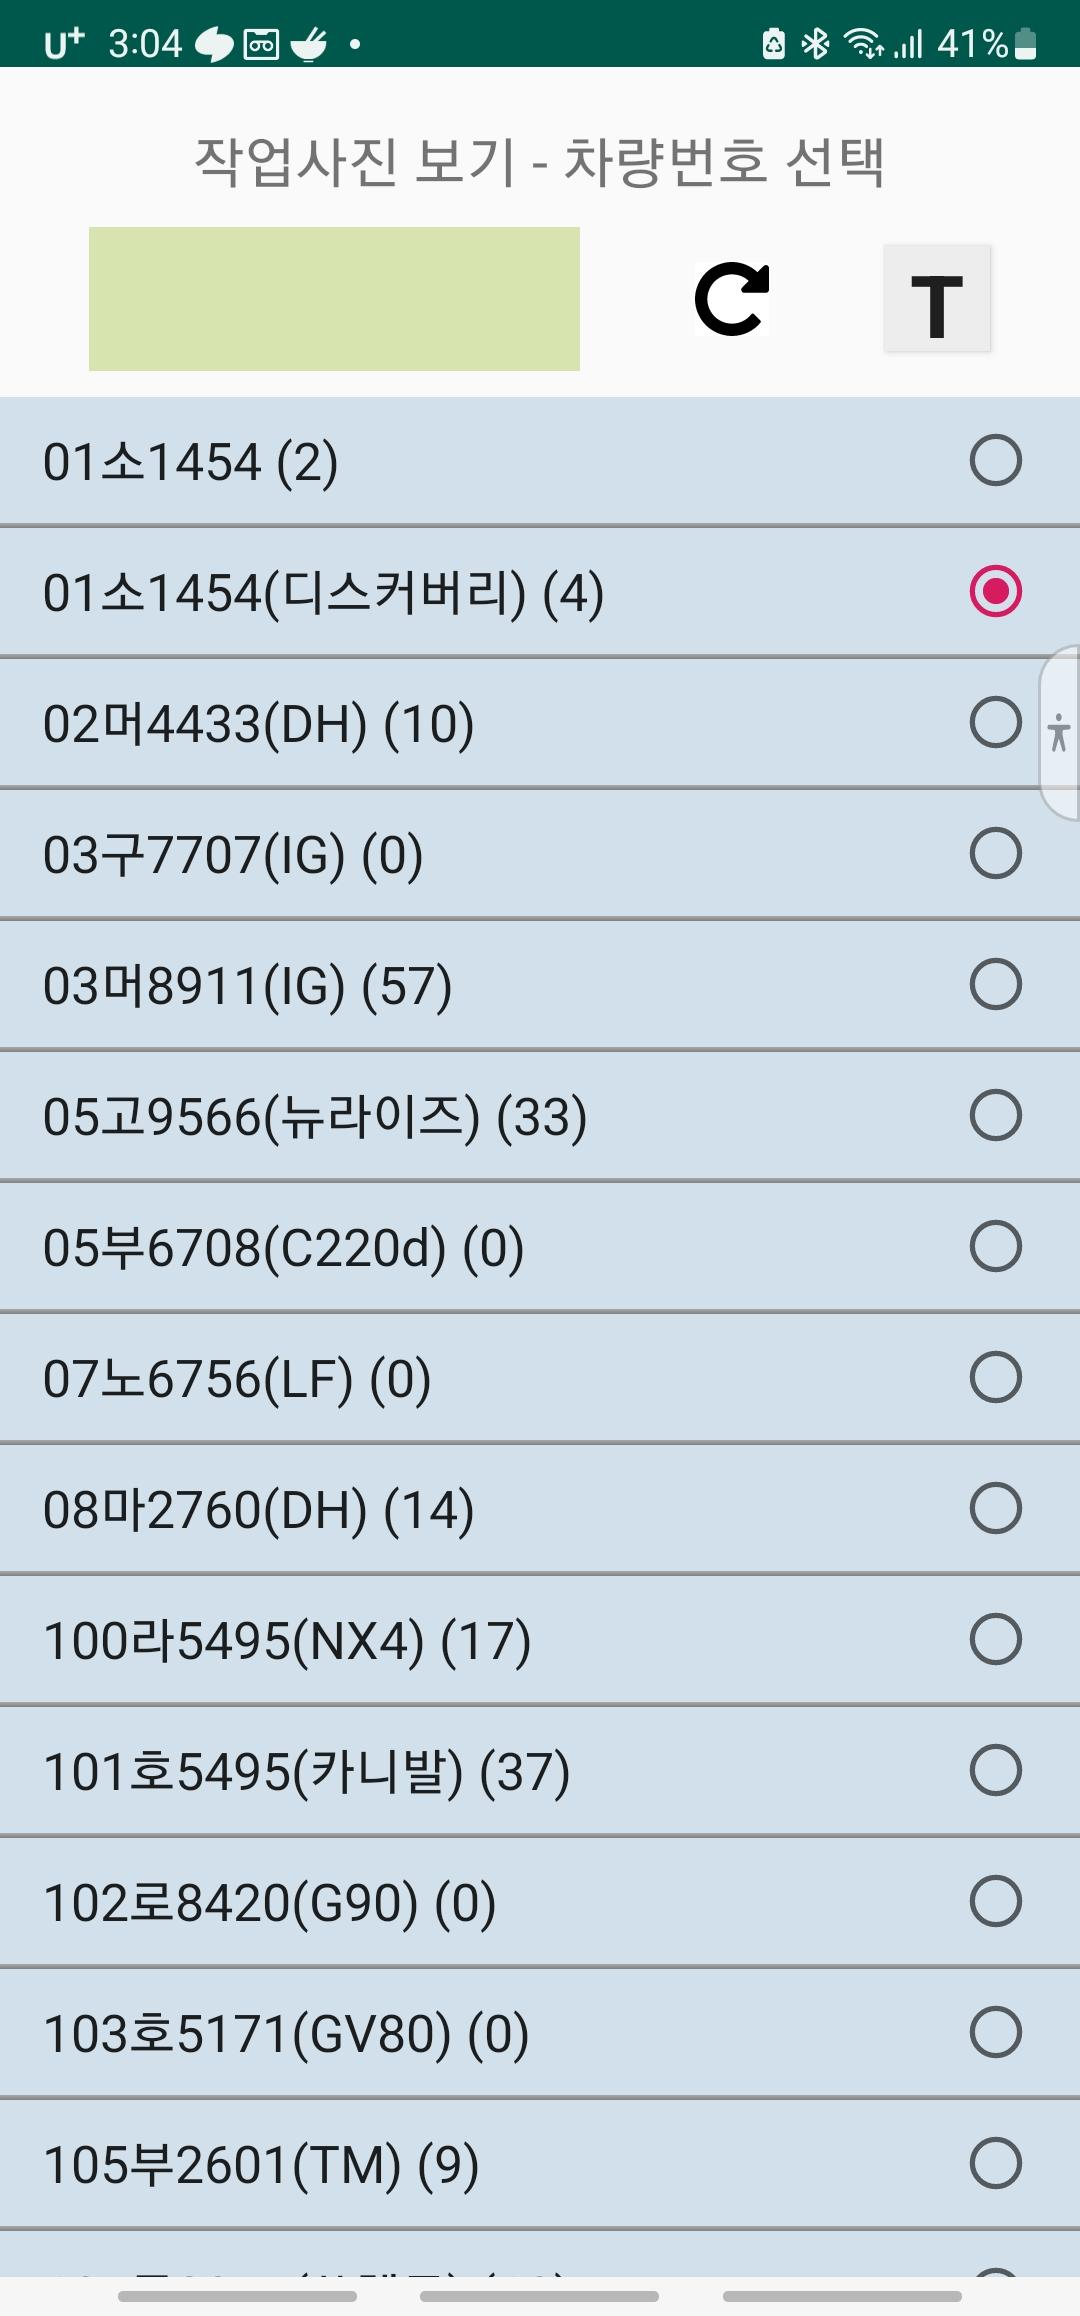 U+ 3:04 41%
작업사진 보기 - 차량번호 선택
T
01소1454 (2)
01소1454(디스커버리) (4)
02머4433(DH) (10)
03구7707(IG) (0)
03머8911(IG) (57)
05고9566(뉴라이즈) (33)
05부6708(C220d) (0)
07노6756(LF) (0)
08마2760(DH) (14)
100라5495(NX4) (17)
101호5495(카니발) (37)
102로8420(G90) (0)
103호5171(GV80) (0)
105부2601(TM) (9)